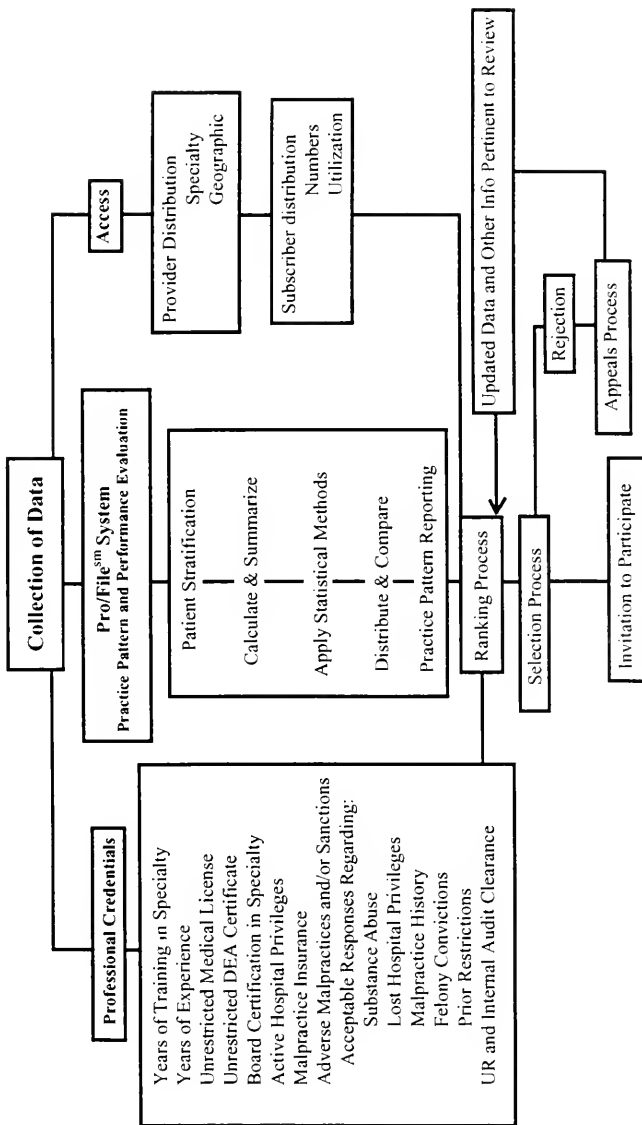 Collection of Data
Professional Credentials
Years of Training in Specialty
Years of Experience
Unrestricted Medical License
Unrestricted DEA Certificate
Board Certification in Specialty
Active Hospital Privileges
Malpractice Insurance
Adverse Malpractices and/or Sanctions
Acceptable Responses Regarding:
Substance Abuse
Lost Hospital Privileges
Malpractice History
Felony Convictions
Prior Restrictions
UR and Internal Audit Clearance
Pro/File℠ System
Practice Pattern and Performance Evaluation
Patient Stratification
Calculate & Summarize
Apply Statistical Methods
Distribute & Compare
Practice Pattern Reporting
Access
Provider Distribution
Specialty
Geographic
Subscriber distribution
Numbers
Utilization
Ranking Process
Updated Data and Other Info Pertinent to Review
Selection Process
Rejection
Appeals Process
Invitation to Participate